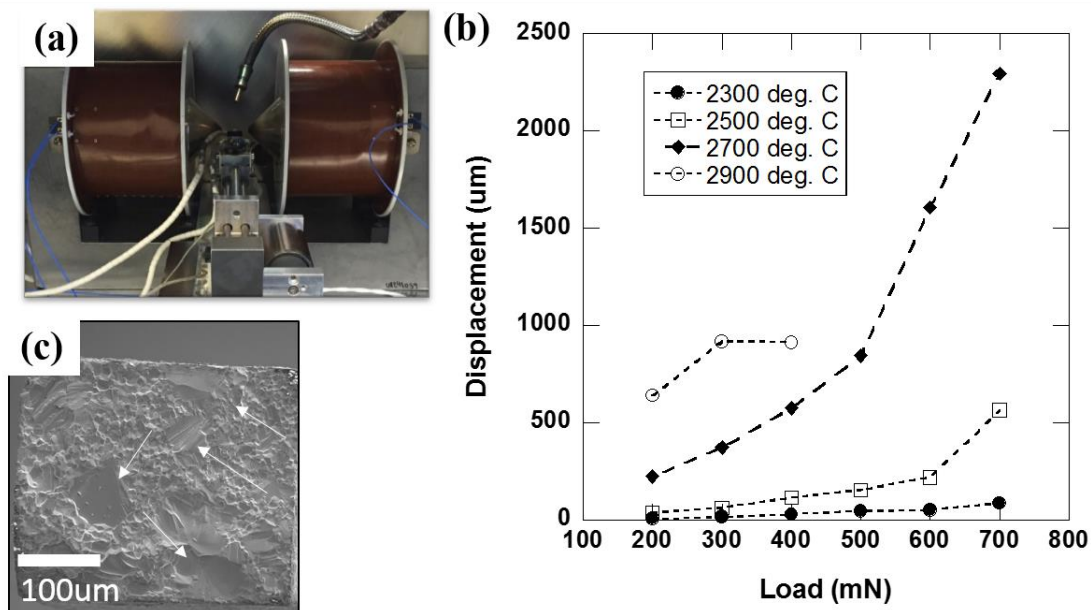 (a)
(b)
2500
2000
1500
1000
500
0
Displacement (um)
2300 deg. C
2500 deg. C
2700 deg. C
2900 deg. C
100 200 300 400 500 600 700 800
Load (mN)
(c)
100um